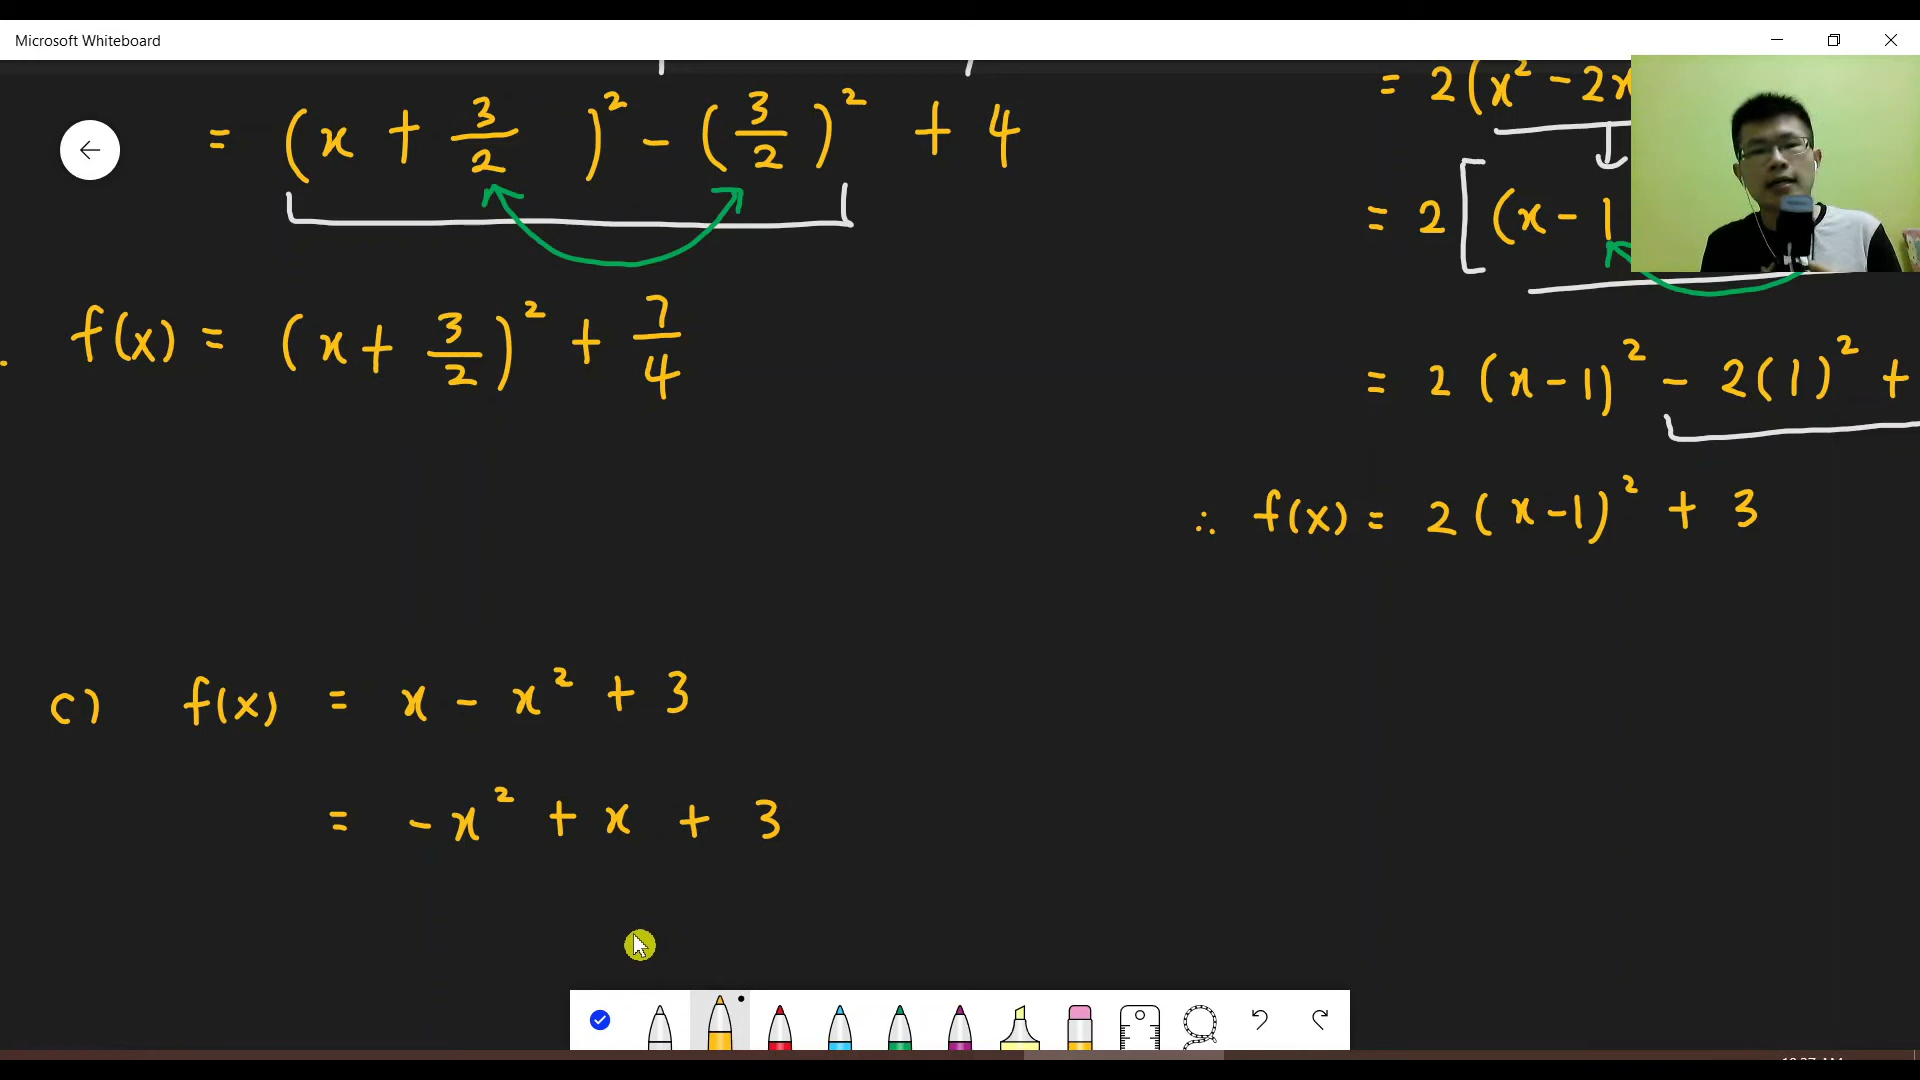 Microsoft Whiteboard
= (x + 3/2)² - (3/2)² + 4
f(x) = (x + 3/2)² + 7/4
c) f(x) = x - x² + 3
= -x² + x + 3
= 2(x² - 2x
= 2[(x - 1
= 2(x-1)² - 2(1)² +
∴ f(x) = 2(x-1)² + 3